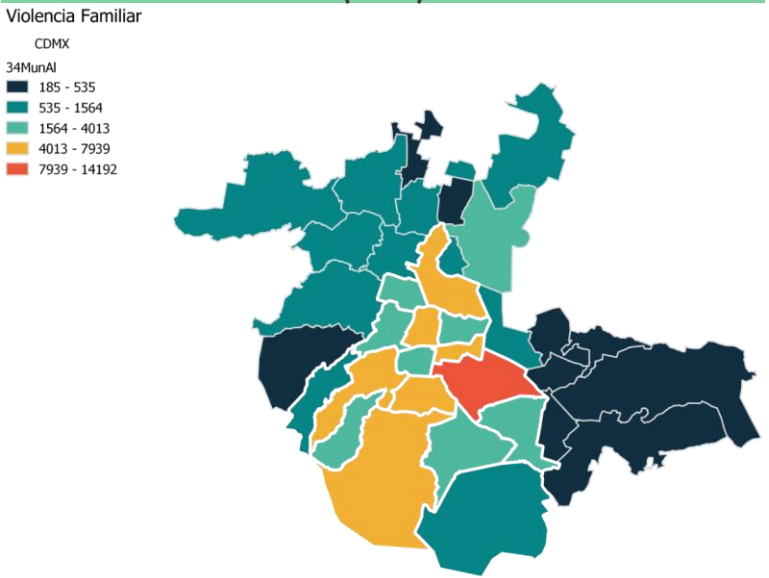 Violencia Familiar
CDMX
34MunAl
185 - 535
535 - 1564
1564 - 4013
4013 - 7939
7939 - 14192